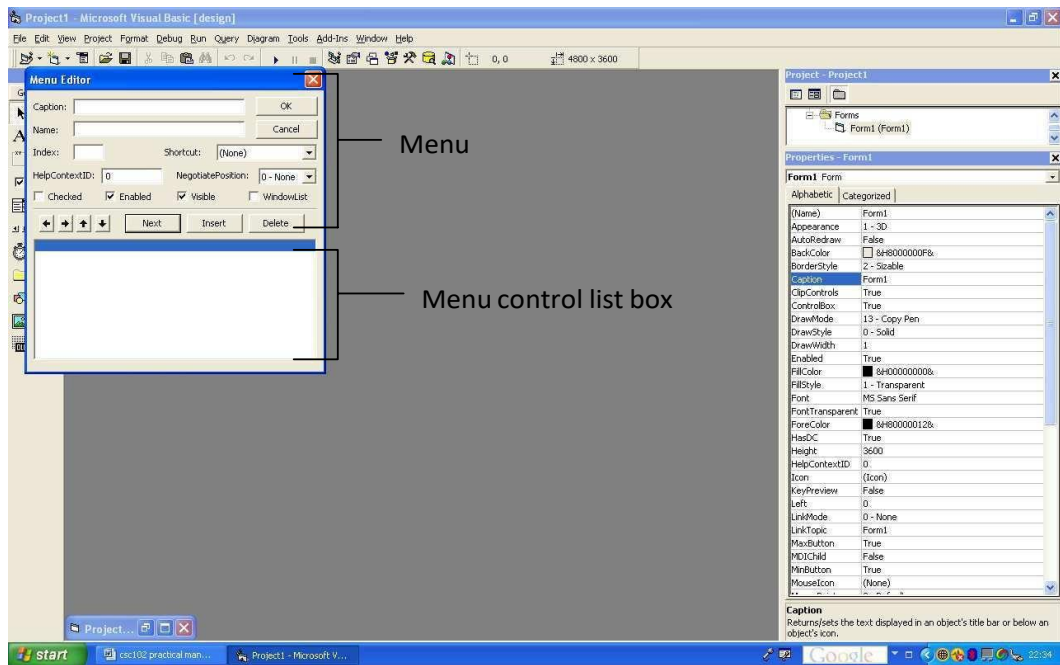 Project1 - Microsoft Visual Basic [design]
File Edit View Project Format Debug Run Query Diagram Tools Add-Ins Window Help
0, 0 4800 x 3600
Menu Editor
Caption: OK
Name: Cancel
Index: Shortcut: (None)
HelpContextID: 0 NegotiatePosition: 0 - None
Checked Enabled Visible WindowList
Next Insert Delete
Menu
Menu control list box
Project - Project1
Forms
Form1 (Form1)
Properties - Form1
Form1 Form
Alphabetic Categorized
(Name) Form1
Appearance 1 - 3D
AutoRedraw False
BackColor &H8000000F&
BorderStyle 2 - Sizable
Caption Form1
ClipControls True
ControlBox True
DrawMode 13 - Copy Pen
DrawStyle 0 - Solid
DrawWidth 1
Enabled True
FillColor &H00000000&
FillStyle 1 - Transparent
Font MS Sans Serif
FontTransparent True
ForeColor &H80000012&
HasDC True
Height 3600
HelpContextID 0
Icon (Icon)
KeyPreview False
Left 0
LinkMode 0 - None
LinkTopic Form1
MaxButton True
MDIChild False
MinButton True
MouseIcon (None)
Caption
Returns/sets the text displayed in an object's title bar or below an
object's icon.
Project...
start csc102 practical man... Project1 - Microsoft V... Google 22:34